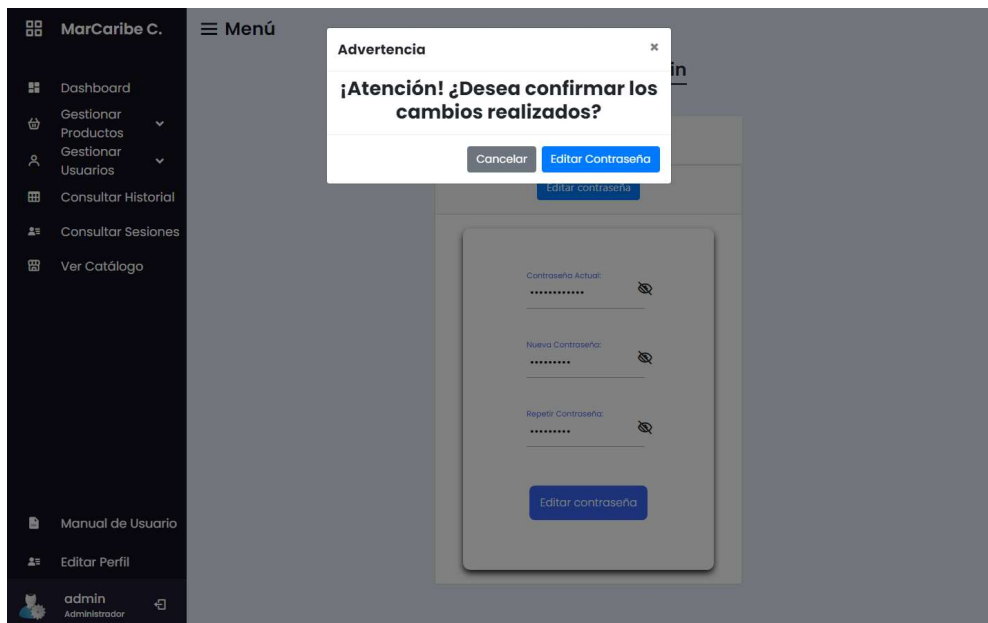 MarCaribe C.
Menú
Dashboard
Gestionar
Productos
Gestionar
Usuarios
Consultar Historial
Consultar Sesiones
Ver Catálogo
Manual de Usuario
Editar Perfil
admin
Administrador
in
Advertencia
×
¡Atención! ¿Desea confirmar los
cambios realizados?
Cancelar
Editar Contraseña
Editar contraseña
Contraseña Actual:
••••••••••••
Nueva Contraseña:
•••••••••
Repetir Contraseña:
•••••••••
Editar contraseña